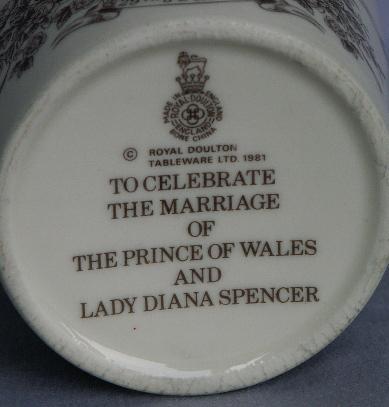 MADE IN ENGLAND
ROYAL DOULTON
ENGLAND
BONE CHINA
© ROYAL DOULTON
TABLEWARE LTD. 1981
TO CELEBRATE
THE MARRIAGE
OF
THE PRINCE OF WALES
AND
LADY DIANA SPENCER